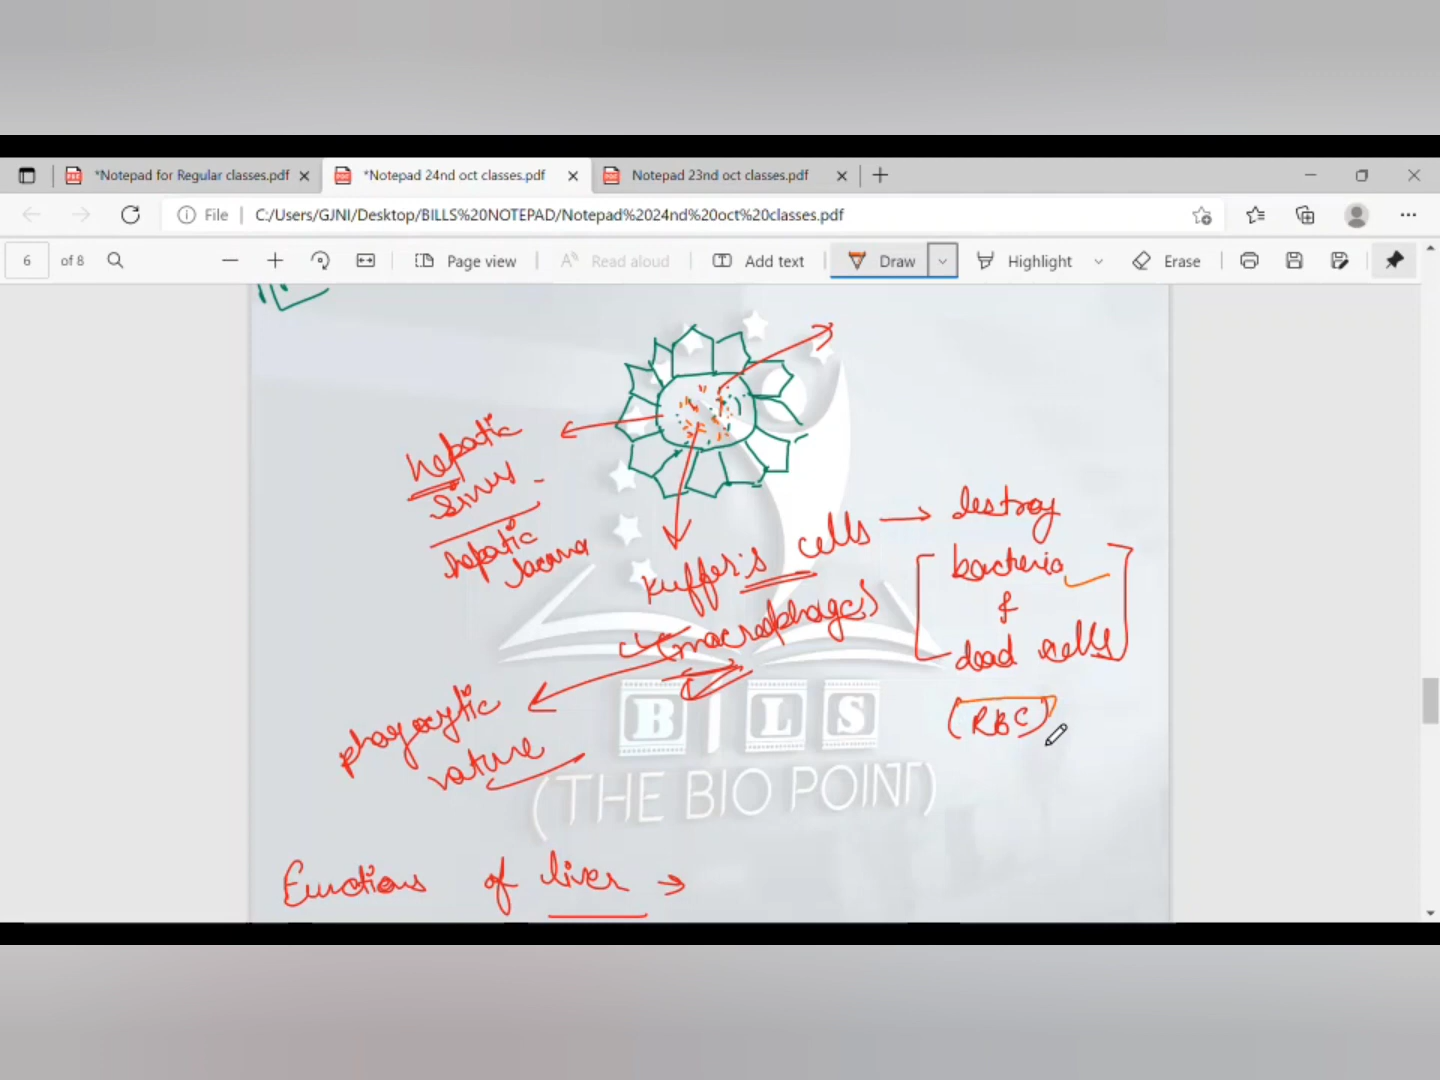 *Notepad for Regular classes.pdf
*Notepad 24nd oct classes.pdf
Notepad 23nd oct classes.pdf
File
C:/Users/GJNI/Desktop/BILLS%20NOTEPAD/Notepad%2024nd%20oct%20classes.pdf
6 of 8
Page view
Read aloud
Add text
Draw
Highlight
Erase
hepatic
Sinus
hepatic
lacuna
Kuffer's cells → destroy
bacteria
&
dead cells
(RBC)
(macrophages)
phagocytic
nature
B L S
(THE BIO POINT)
Functions of liver →